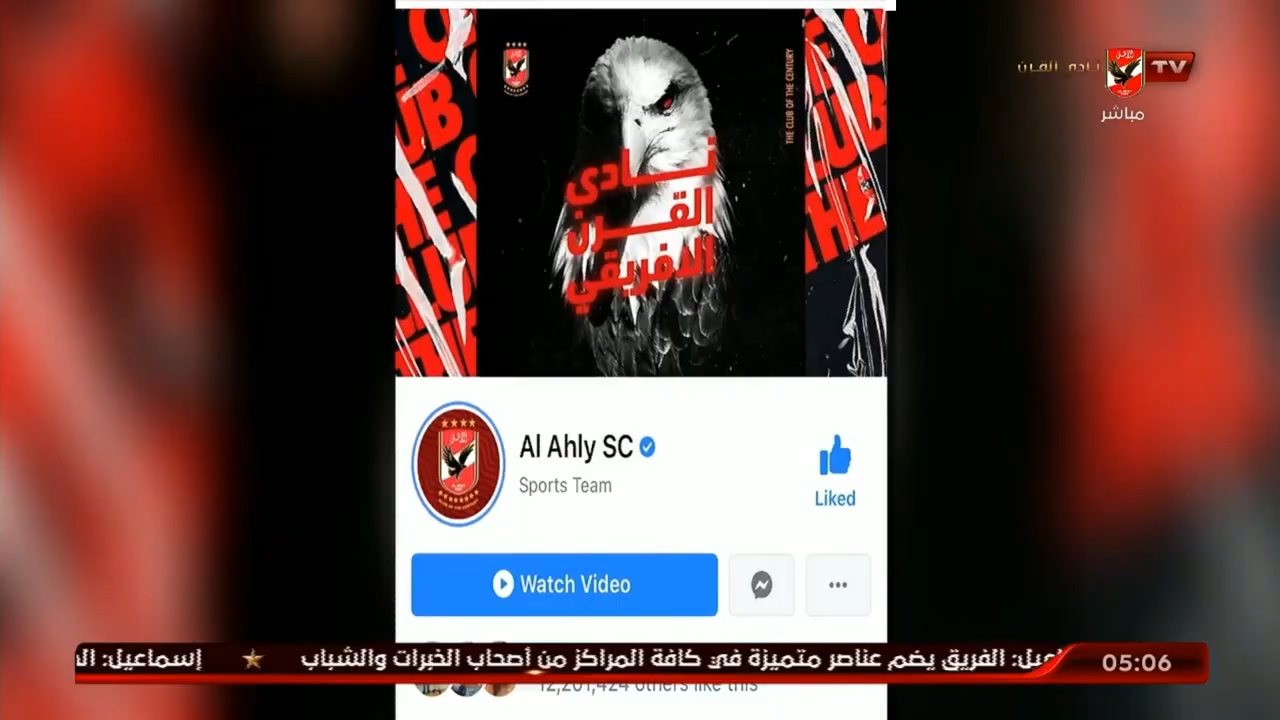 نادي القرن
TV
مباشر
THE CLUB OF THE CENTURY
نادي
القرن
الافريقي
Al Ahly SC
Sports Team
Liked
Watch Video
12,201,424 others like this
إسماعيل: الفريق يضم عناصر متميزة في كافة المراكز من أصحاب الخبرات والشباب
05:06